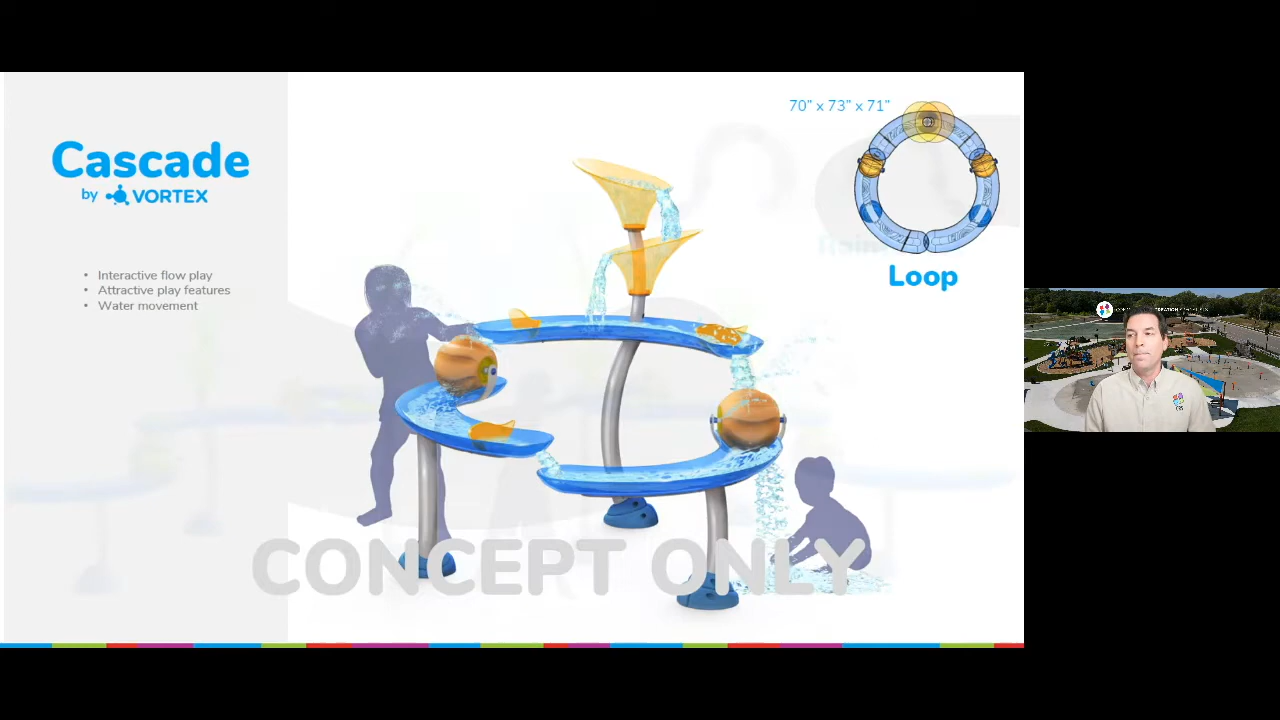 Cascade
by VORTEX
• Interactive flow play
• Attractive play features
• Water movement
70" x 73" x 71"
Loop
CONCEPT ONLY